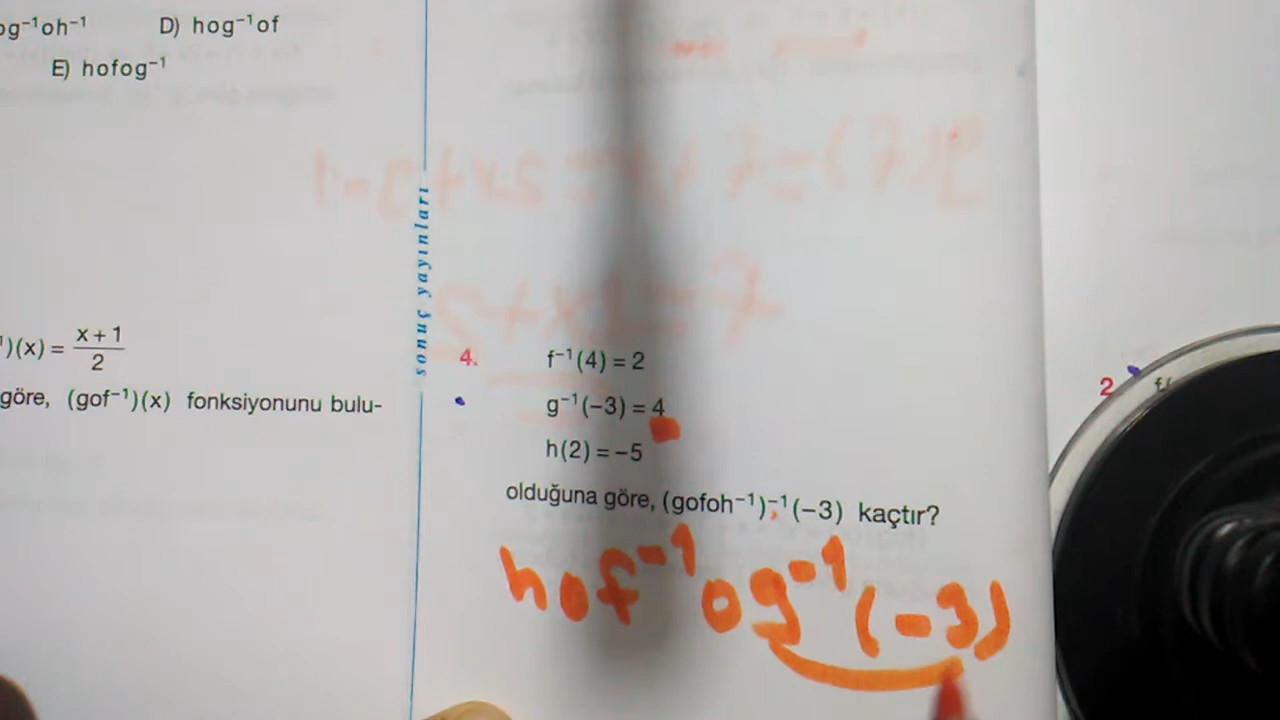 og⁻¹oh⁻¹ D) hog⁻¹of
E) hofog⁻¹
)(x) = x+1
2
göre, (gof⁻¹)(x) fonksiyonunu bulu-
sonuç yayınları
4. f⁻¹(4) = 2
g⁻¹(-3) = 4
h(2) = -5
olduğuna göre, (gofoh⁻¹)⁻¹(-3) kaçtır?
hof⁻¹og⁻¹(-3)
2